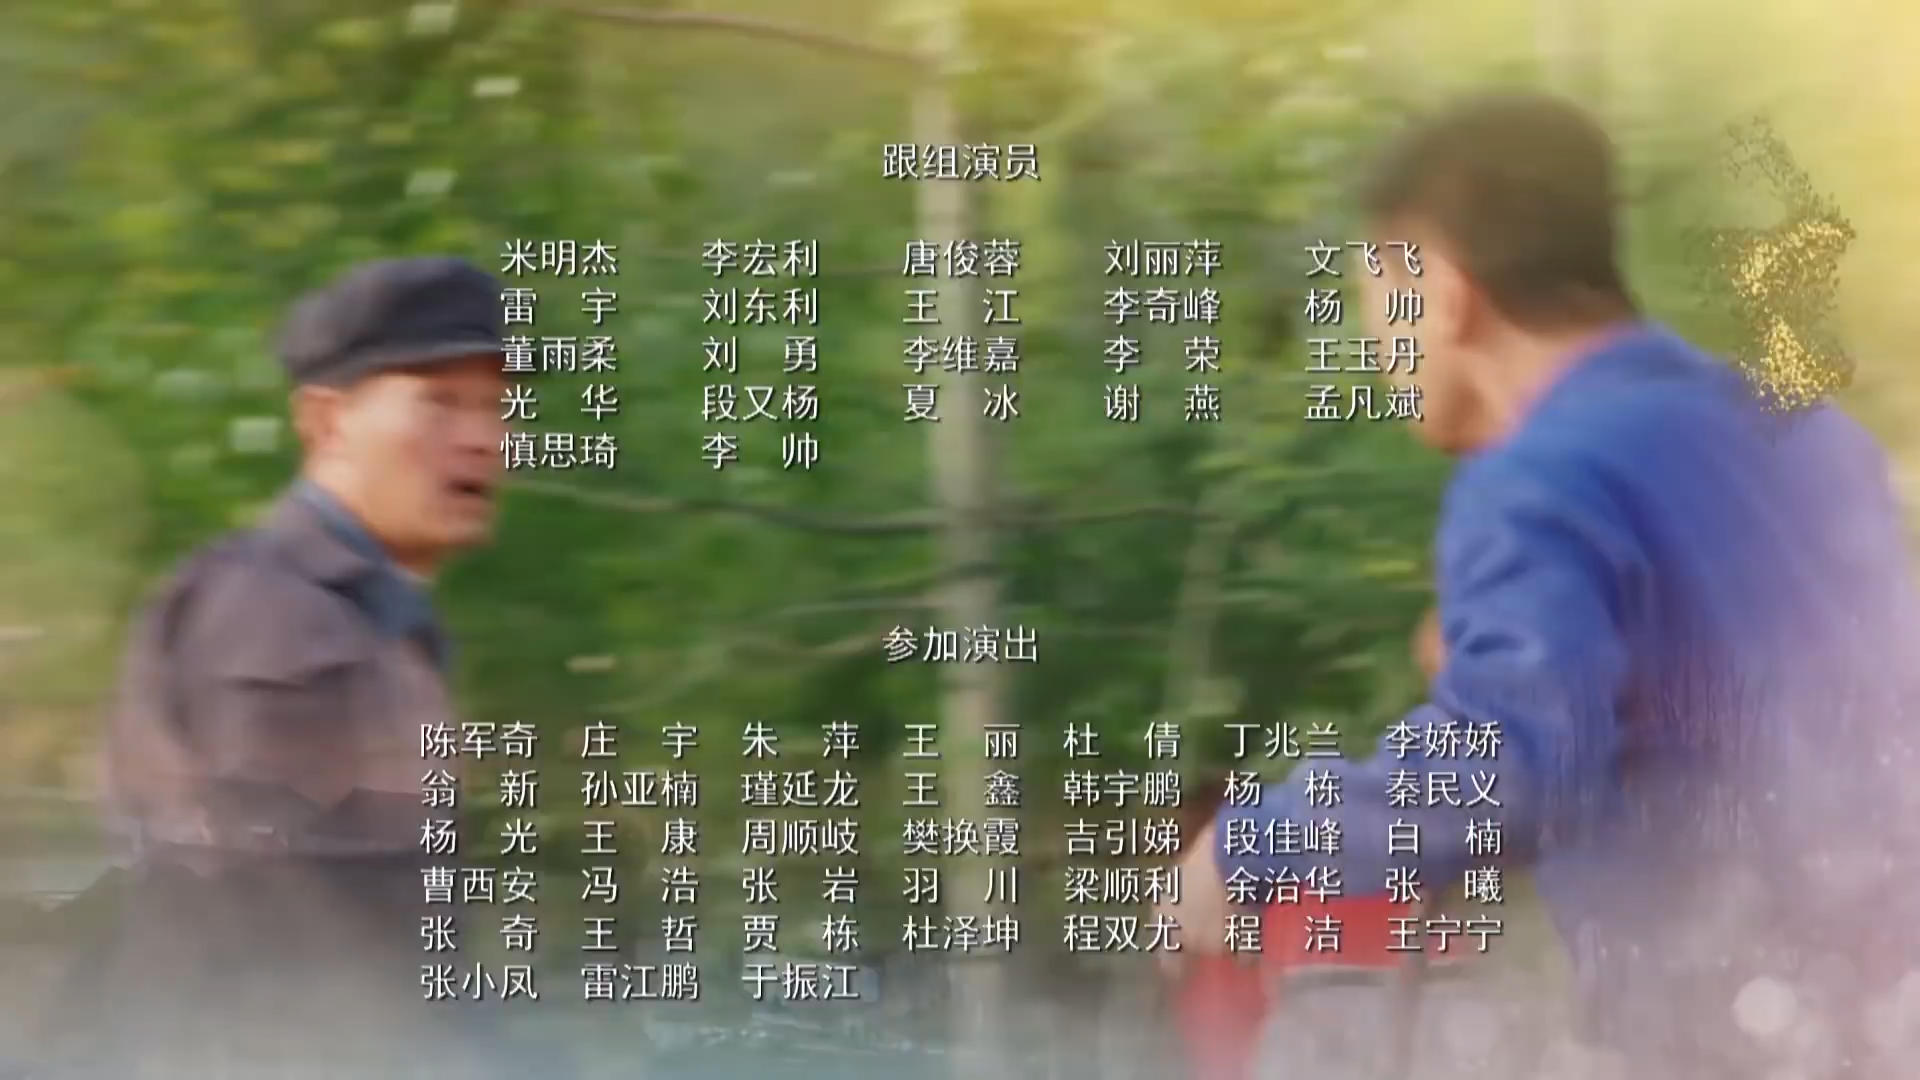 跟组演员
米明杰 李宏利 唐俊蓉 刘丽萍 文飞飞
雷 宇 刘东利 王 江 李奇峰 杨 帅
董雨柔 刘 勇 李维嘉 李 荣 王玉丹
光 华 段又杨 夏 冰 谢 燕 孟凡斌
慎思琦 李 帅
参加演出
陈军奇 庄 宇 朱 萍 王 丽 杜 倩 丁兆兰 李娇娇
翁 新 孙亚楠 瑾延龙 王 鑫 韩宇鹏 杨 栋 秦民义
杨 光 王 康 周顺岐 樊换霞 吉引娣 段佳峰 白 楠
曹西安 冯 浩 张 岩 羽 川 梁顺利 余治华 张 曦
张 奇 王 哲 贾 栋 杜泽坤 程双尤 程 洁 王宁宁
张小凤 雷江鹏 于振江